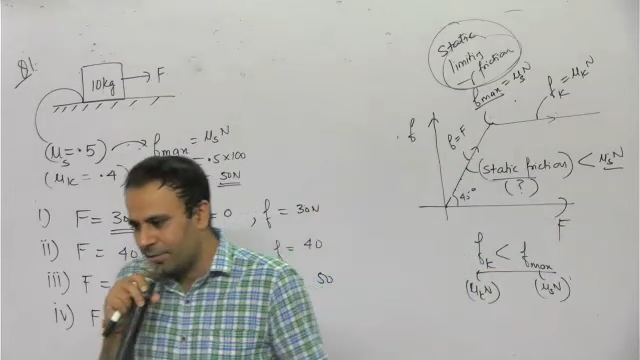 Q1.
10kg → F
(μs = .5) → fmax = μsN
= .5 x 100
(μk = .4)
50N
i) F = 30 = 0 , f = 30N
ii) F = 40 f = 40
iii) F = 50
iv) F
Static
limiting
friction
fmax = μsN
fk = μkN
f
f = F
(static friction) < μsN
(?)
45°
F
fk < fmax
(μkN) (μsN)